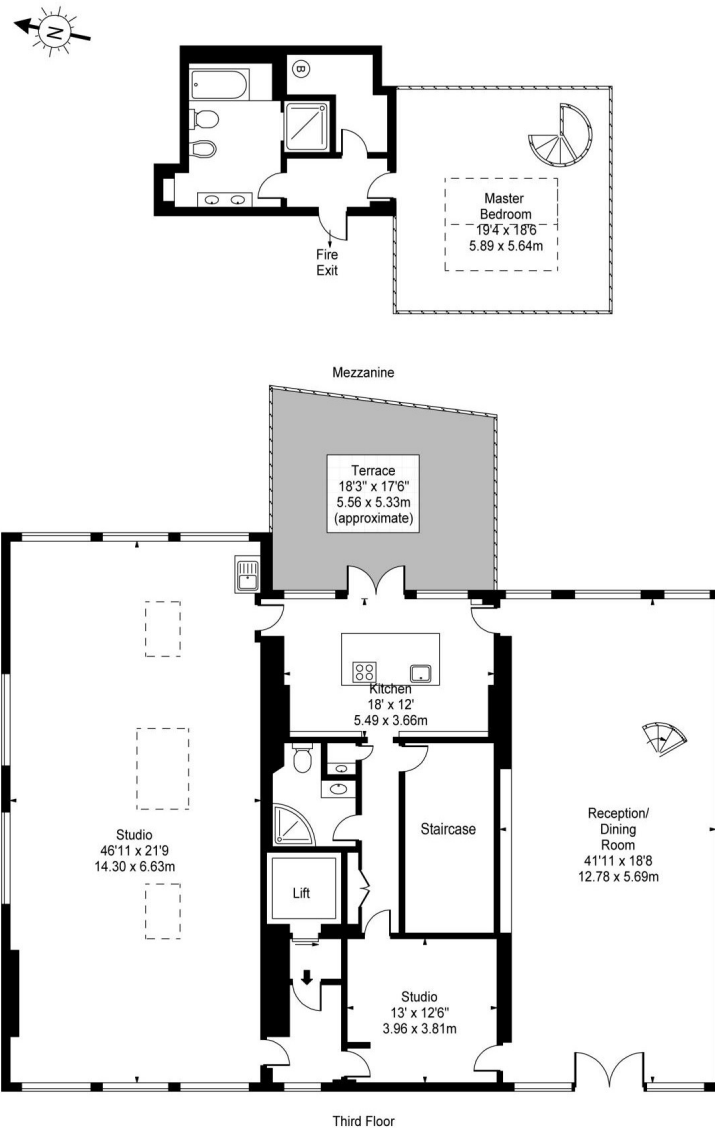 N
B
Master
Bedroom
19'4 x 18'6
5.89 x 5.64m
Fire
Exit
Mezzanine
Terrace
18'3" x 17'6"
5.56 x 5.33m
(approximate)
Kitchen
18' x 12'
5.49 x 3.66m
Studio
46'11 x 21'9
14.30 x 6.63m
Staircase
Reception/
Dining
Room
41'11 x 18'8
12.78 x 5.69m
Lift
Studio
13' x 12'6"
3.96 x 3.81m
Third Floor